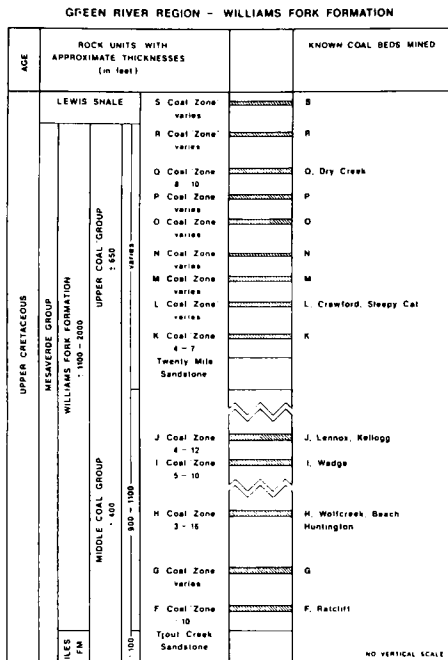 GREEN RIVER REGION - WILLIAMS FORK FORMATION
AGE
ROCK UNITS WITH
APPROXIMATE THICKNESSES
(in feet)
KNOWN COAL BEDS MINED
UPPER CRETACEOUS
LEWIS SHALE
MESAVERDE GROUP
WILLIAMS FORK FORMATION
~1100-2000
UPPER COAL GROUP
± 650
varies
MIDDLE COAL GROUP
400
900-1100
ILES
FM
100
S Coal Zone
varies
R Coal Zone
varies
R
Q Coal Zone
8 - 10
Q, Dry Creek
P Coal Zone
varies
P
O Coal Zone
varies
O
N Coal Zone
varies
N
M Coal Zone
varies
M
L Coal Zone
varies
L, Crawford, Sleepy Cat
K Coal Zone
4 - 7
K
Twenty Mile
Sandstone
J Coal Zone
4 - 12
J, Lennox, Kellogg
I Coal Zone
5 - 10
I, Wadge
H Coal Zone
3 - 16
H, Wolfcreek, Beach
Huntington
G Coal Zone
varies
G
F Coal Zone
10
F, Ratcliff
Trout Creek
Sandstone
NO VERTICAL SCALE